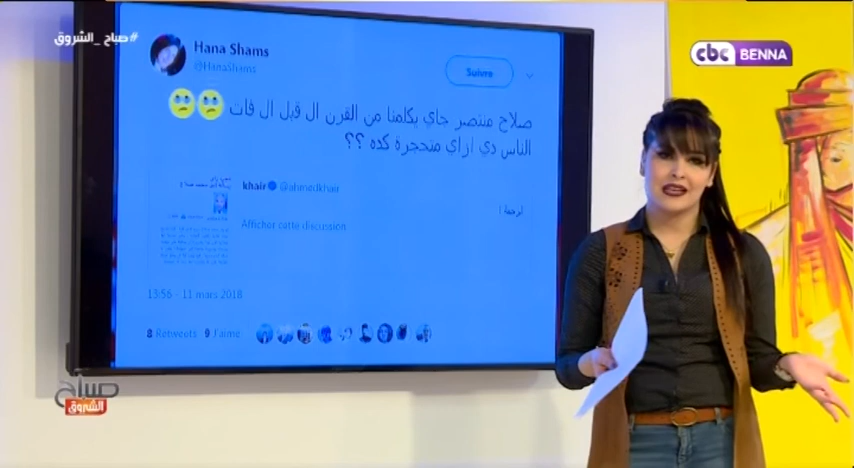 #صباح_الشروق
cbc BENNA
Hana Shams
@HanaShams
Suivre
صلاح منتصر جاي يكلمنا من القرن ال قبل ال فات
الناس دي ازاي متحجرة كده ؟؟
khair @ahmedkhair
Afficher cette discussion
13:56 - 11 mars 2018
8 Retweets 9 J'aime
صباح
الشروق